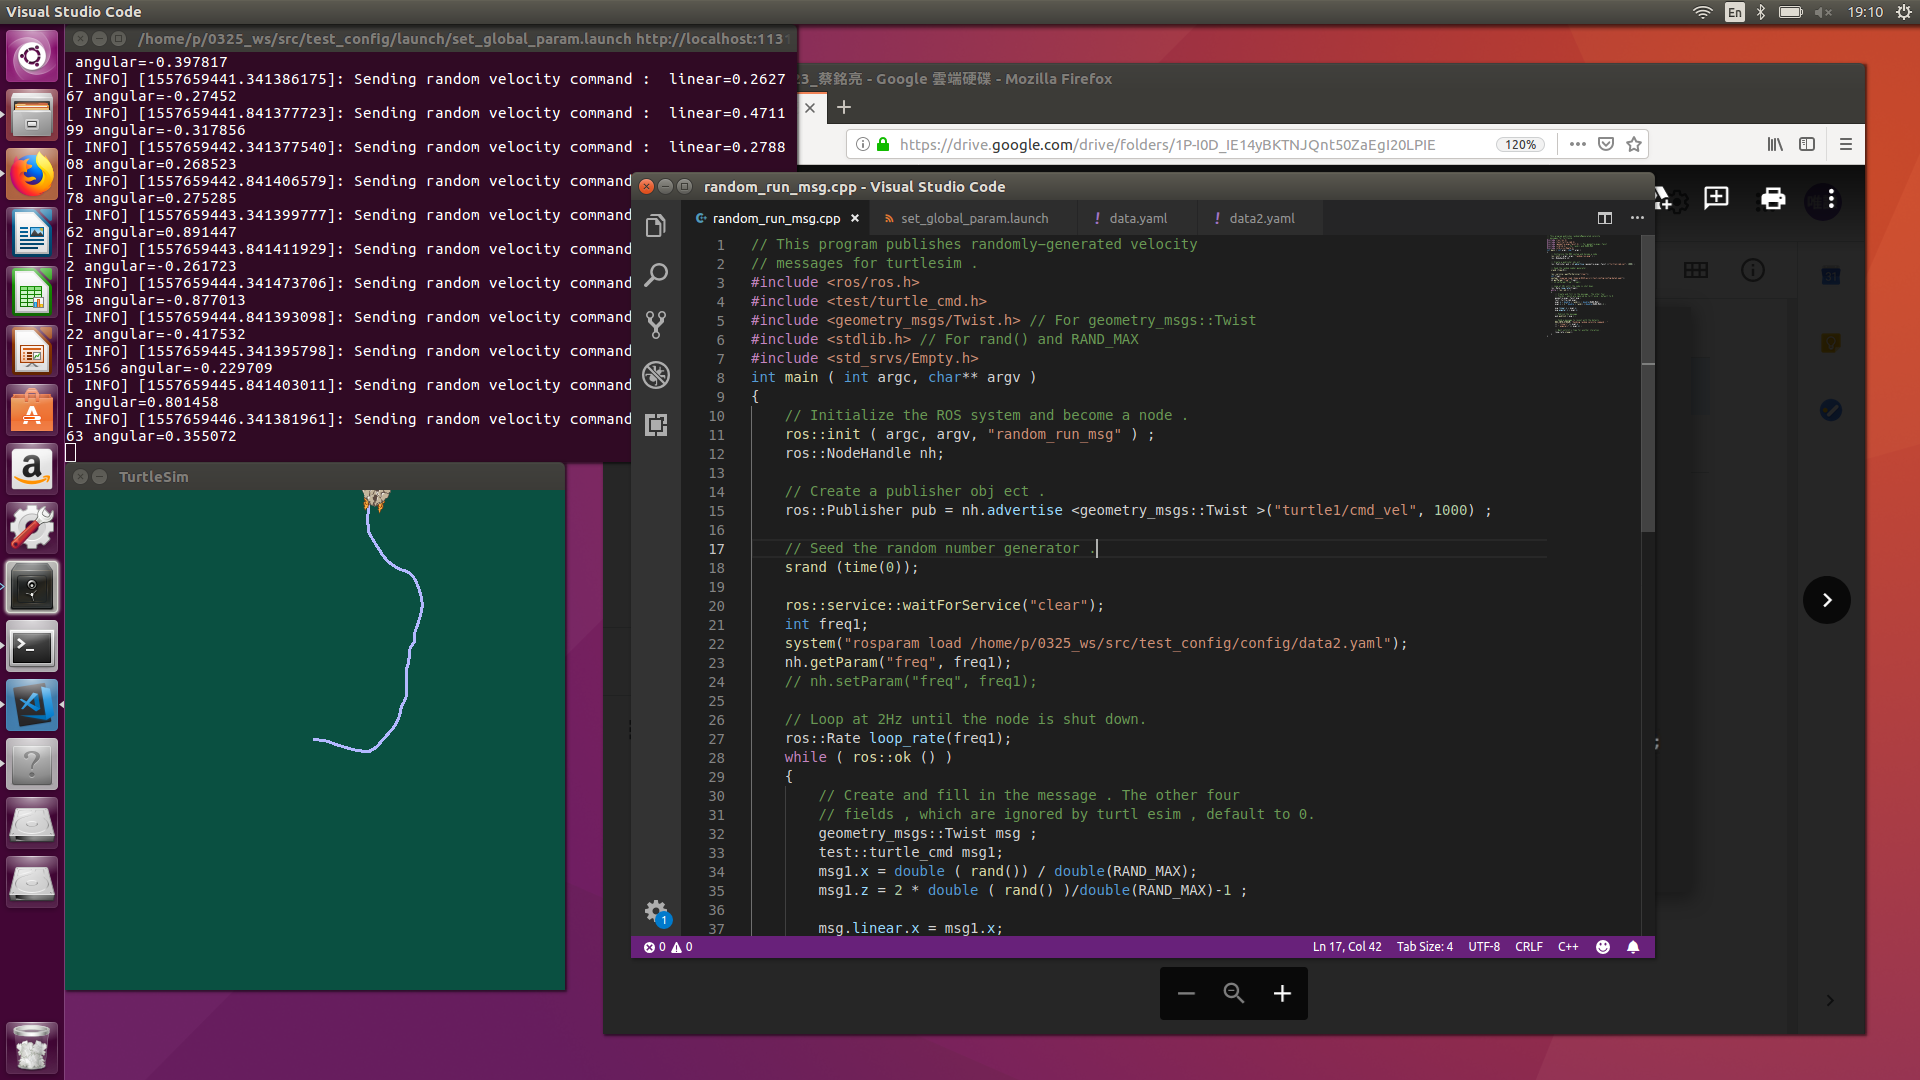 Visual Studio Code
En
19:10
/home/p/0325_ws/src/test_config/launch/set_global_param.launch http://localhost:1131
angular=-0.397817
[ INFO] [1557659441.341386175]: Sending random velocity command :  linear=0.2627
67 angular=-0.27452
[ INFO] [1557659441.841377723]: Sending random velocity command :  linear=0.4711
99 angular=-0.317856
[ INFO] [1557659442.341377540]: Sending random velocity command :  linear=0.2788
08 angular=0.268523
[ INFO] [1557659442.841406579]: Sending random velocity command
78 angular=0.275285
[ INFO] [1557659443.341399777]: Sending random velocity command
62 angular=0.891447
[ INFO] [1557659443.841411929]: Sending random velocity command
2 angular=-0.261723
[ INFO] [1557659444.341473706]: Sending random velocity command
98 angular=-0.877013
[ INFO] [1557659444.841393098]: Sending random velocity command
22 angular=-0.417532
[ INFO] [1557659445.341395798]: Sending random velocity command
05156 angular=-0.229709
[ INFO] [1557659445.841403011]: Sending random velocity command
angular=0.801458
[ INFO] [1557659446.341381961]: Sending random velocity command
63 angular=0.355072
TurtleSim
23_蔡銘亮 - Google 雲端硬碟 - Mozilla Firefox
https://drive.google.com/drive/folders/1P-I0D_IE14yBKTNJQnt50ZaEgI20LPIE
120%
random_run_msg.cpp - Visual Studio Code
random_run_msg.cpp
set_global_param.launch
! data.yaml
! data2.yaml
1 // This program publishes randomly−generated velocity
2 // messages for turtlesim .
3 #include <ros/ros.h>
4 #include <test/turtle_cmd.h>
5 #include <geometry_msgs/Twist.h> // For geometry_msgs::Twist
6 #include <stdlib.h> // For rand() and RAND_MAX
7 #include <std_srvs/Empty.h>
8 int main ( int argc, char** argv )
9 {
10 // Initialize the ROS system and become a node .
11 ros::init ( argc, argv, "random_run_msg" ) ;
12 ros::NodeHandle nh;
13
14 // Create a publisher obj ect .
15 ros::Publisher pub = nh.advertise <geometry_msgs::Twist >("turtle1/cmd_vel", 1000) ;
16
17 // Seed the random number generator .
18 srand (time(0));
19
20 ros::service::waitForService("clear");
21 int freq1;
22 system("rosparam load /home/p/0325_ws/src/test_config/config/data2.yaml");
23 nh.getParam("freq", freq1);
24 // nh.setParam("freq", freq1);
25
26 // Loop at 2Hz until the node is shut down.
27 ros::Rate loop_rate(freq1);
28 while ( ros::ok () )
29 {
30 // Create and fill in the message . The other four
31 // fields , which are ignored by turtl esim , default to 0.
32 geometry_msgs::Twist msg ;
33 test::turtle_cmd msg1;
34 msg1.x = double ( rand()) / double(RAND_MAX);
35 msg1.z = 2 * double ( rand() )/double(RAND_MAX)-1 ;
36
37 msg.linear.x = msg1.x;
1
0 0
Ln 17, Col 42
Tab Size: 4
UTF-8
CRLF
C++
;